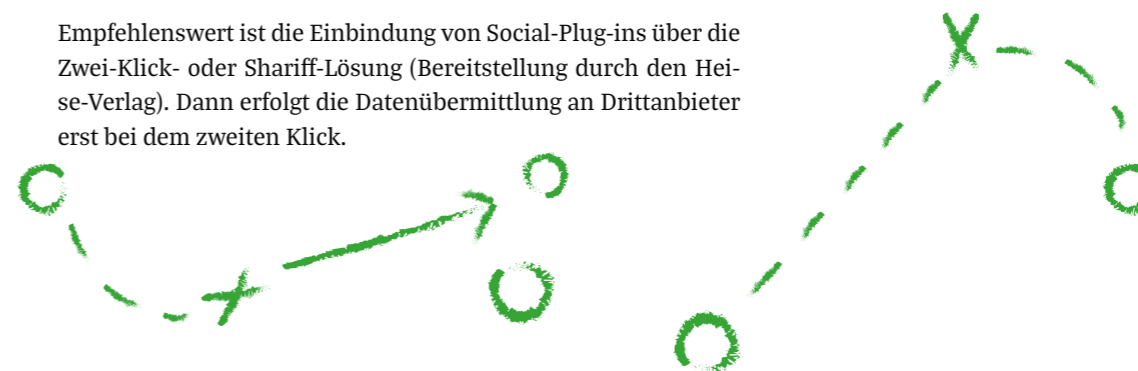 Empfehlenswert ist die Einbindung von Social-Plug-ins über die
Zwei-Klick- oder Shariff-Lösung (Bereitstellung durch den Hei-
se-Verlag). Dann erfolgt die Datenübermittlung an Drittanbieter
erst bei dem zweiten Klick.